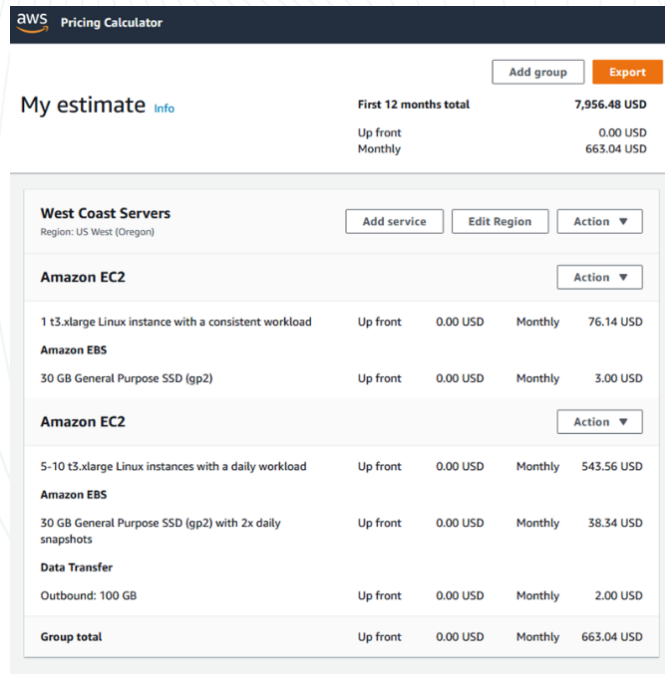 aws Pricing Calculator
Add group Export
My estimate Info
First 12 months total 7,956.48 USD
Up front 0.00 USD
Monthly 663.04 USD
West Coast Servers
Region: US West (Oregon)
Add service Edit Region Action ▼
Amazon EC2 Action ▼
1 t3.xlarge Linux instance with a consistent workload Up front 0.00 USD Monthly 76.14 USD
Amazon EBS
30 GB General Purpose SSD (gp2) Up front 0.00 USD Monthly 3.00 USD
Amazon EC2 Action ▼
5-10 t3.xlarge Linux instances with a daily workload Up front 0.00 USD Monthly 543.56 USD
Amazon EBS
30 GB General Purpose SSD (gp2) with 2x daily Up front 0.00 USD Monthly 38.34 USD
snapshots
Data Transfer
Outbound: 100 GB Up front 0.00 USD Monthly 2.00 USD
Group total Up front 0.00 USD Monthly 663.04 USD